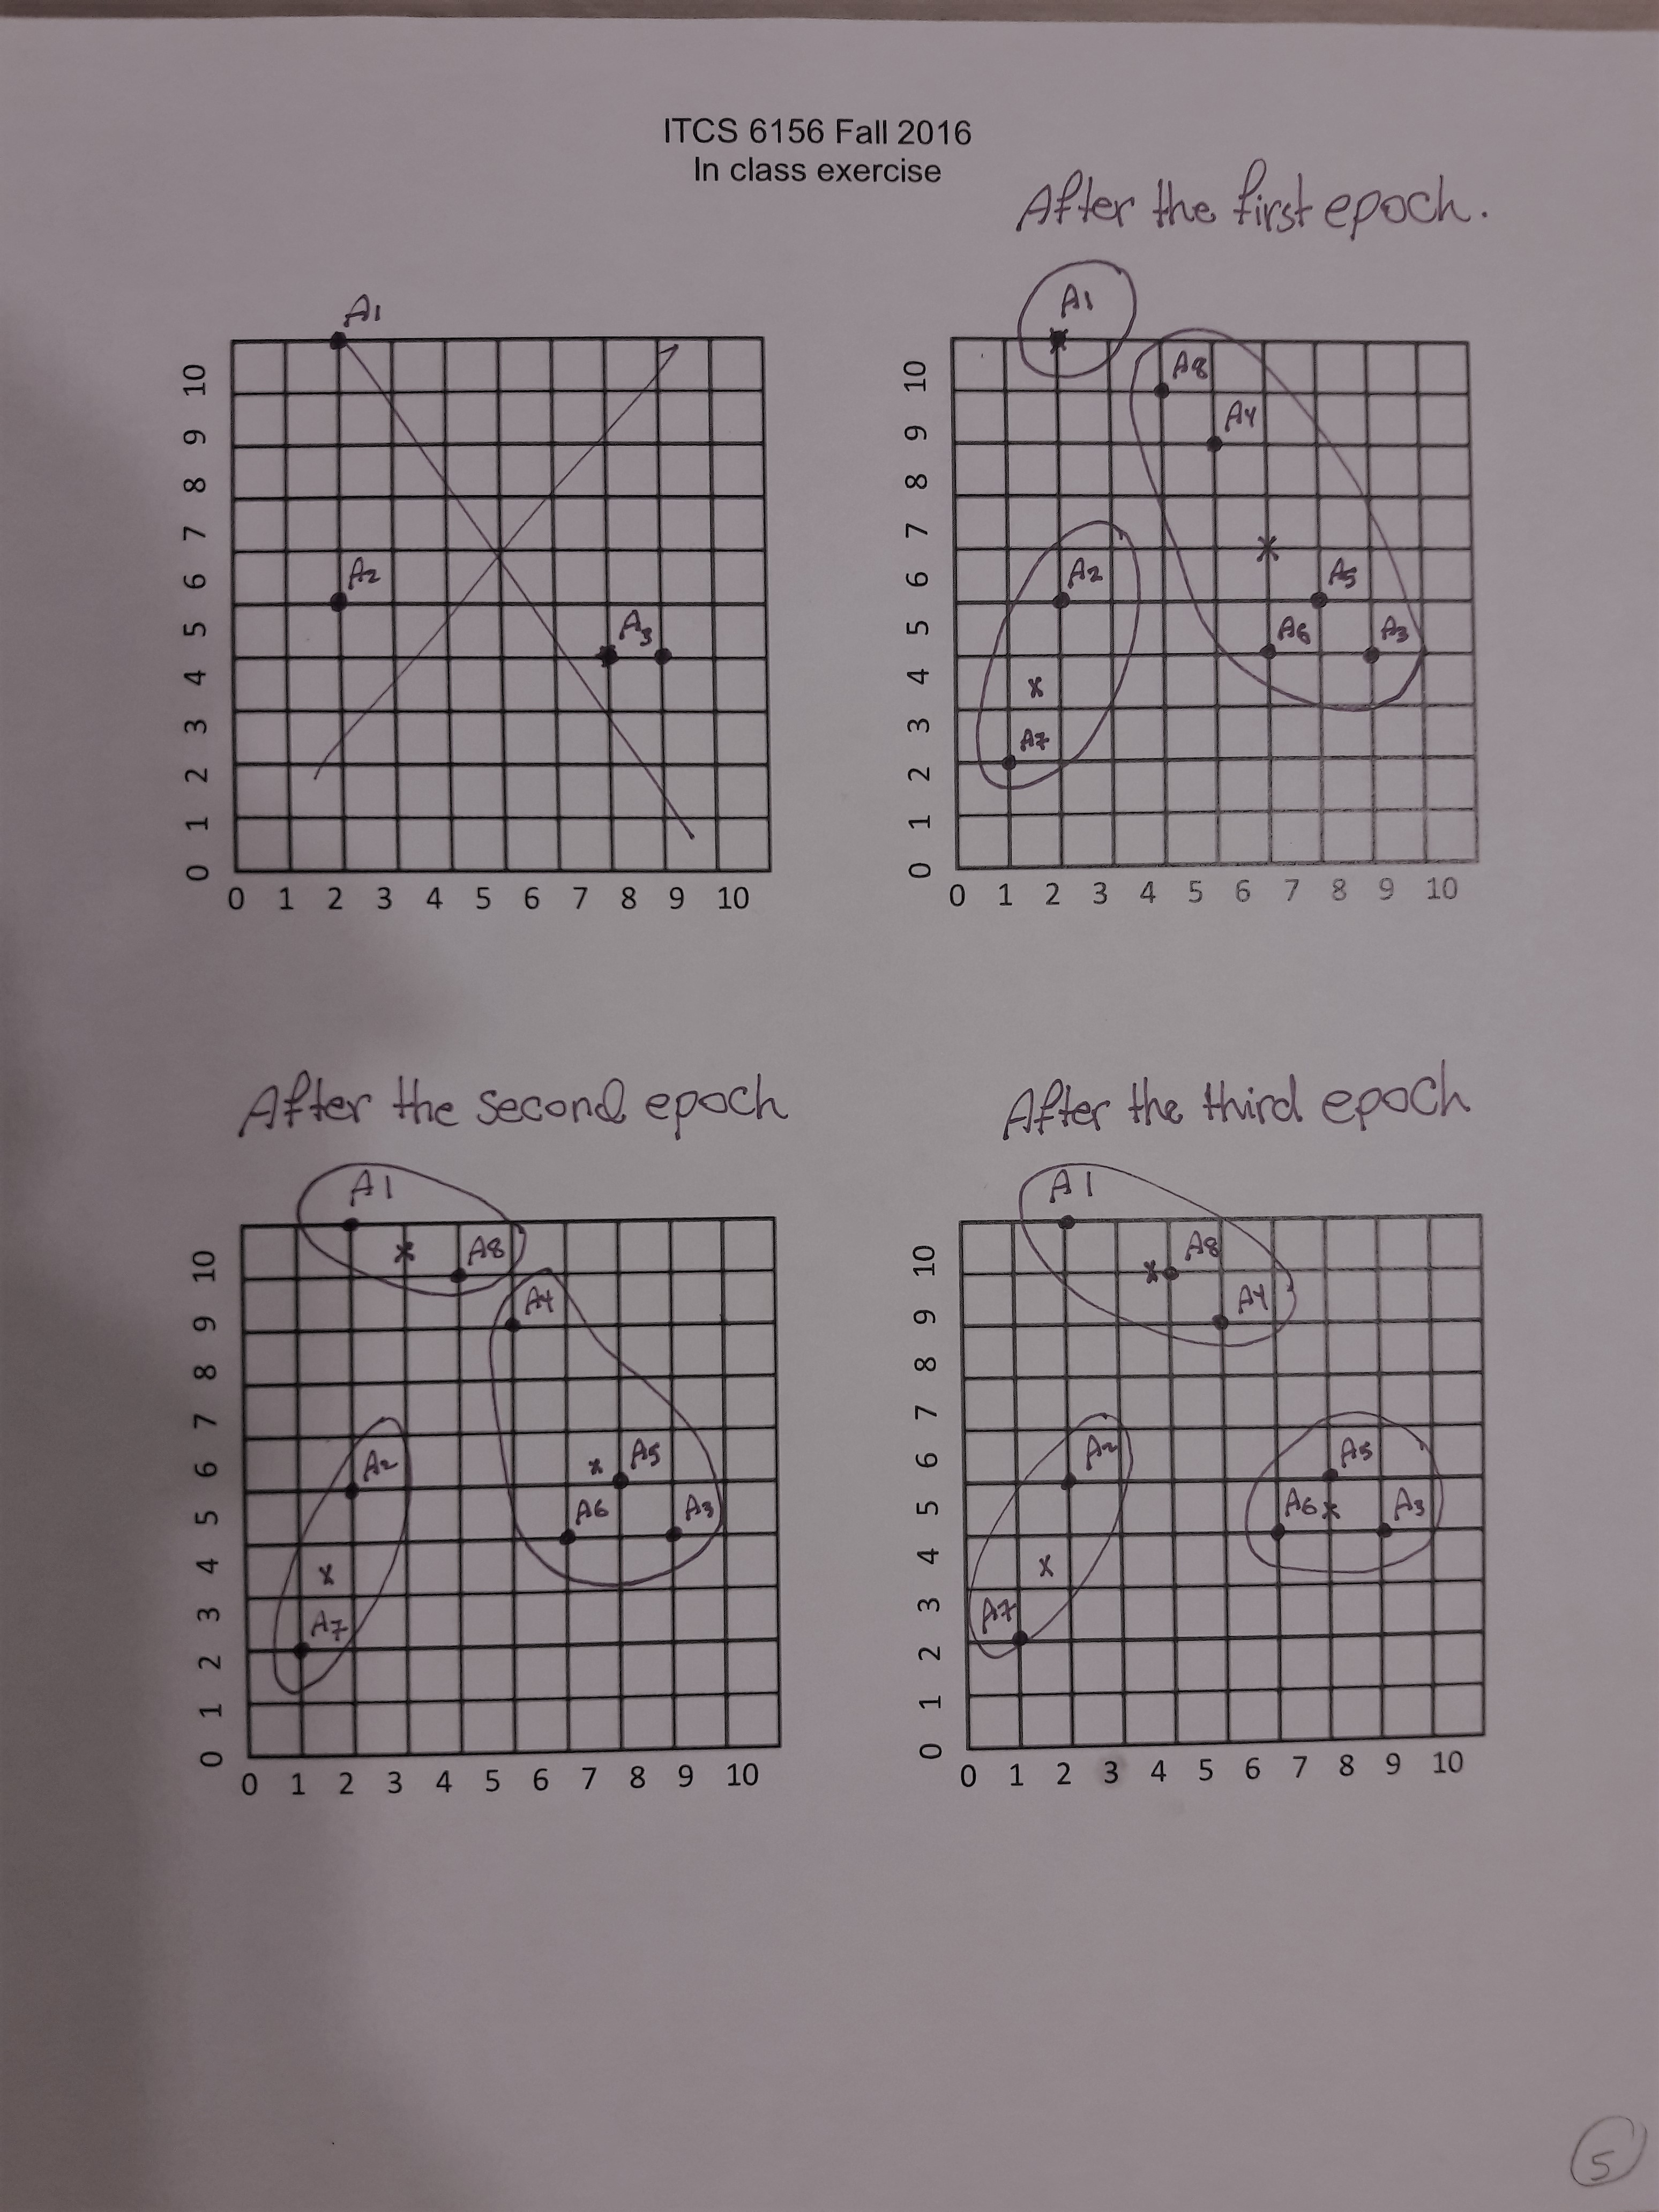 ITCS 6156 Fall 2016
In class exercise
After the first epoch.
A1
10
9
8
7
6
5
4
3
2
1
0
A2
A3
0 1 2 3 4 5 6 7 8 9 10
A1
A8
A4
10
9
8
7
6
5
4
3
2
1
0
A2
A5
A6 A3
A7
0 1 2 3 4 5 6 7 8 9 10
After the second epoch
A1
A8
A4
10
9
8
7
6
5
4
3
2
1
0
A2 A5
A6 A3
A7
0 1 2 3 4 5 6 7 8 9 10
After the third epoch
A1
A8
A4
10
9
8
7
6
5
4
3
2
1
0
A2 A5
A6 A3
A7
0 1 2 3 4 5 6 7 8 9 10
5